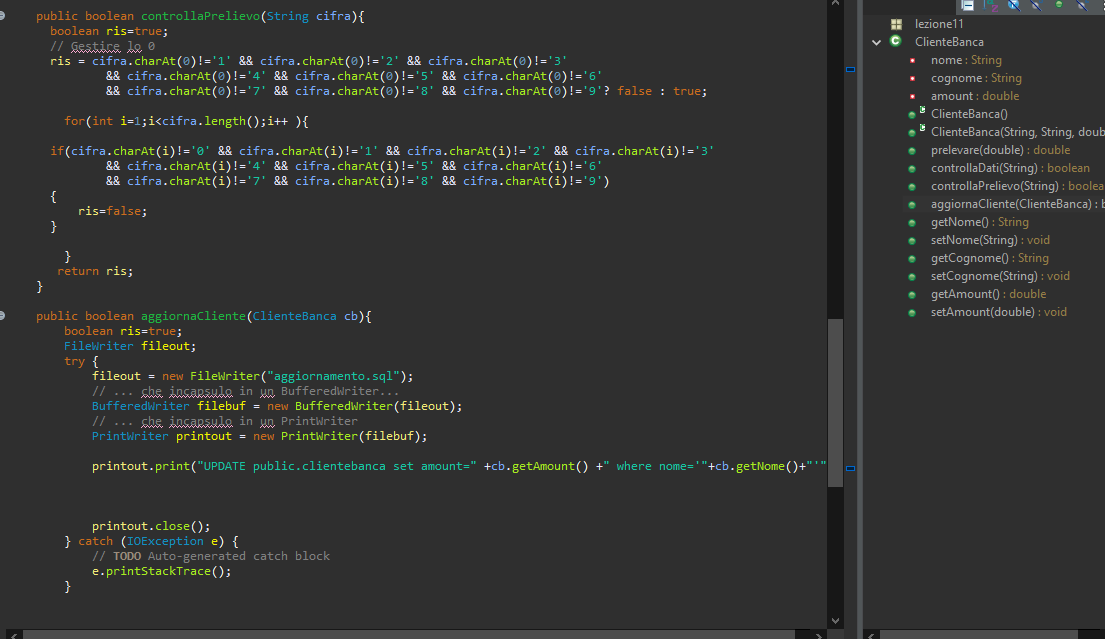 public boolean controllaPrelievo(String cifra){
boolean ris=true;
// Gestire lo 0
ris = cifra.charAt(0)!='1' && cifra.charAt(0)!='2' && cifra.charAt(0)!='3'
&& cifra.charAt(0)!='4' && cifra.charAt(0)!='5' && cifra.charAt(0)!='6'
&& cifra.charAt(0)!='7' && cifra.charAt(0)!='8' && cifra.charAt(0)!='9'? false : true;
for(int i=1;i<cifra.length();i++ ){
if(cifra.charAt(i)!='0' && cifra.charAt(i)!='1' && cifra.charAt(i)!='2' && cifra.charAt(i)!='3'
&& cifra.charAt(i)!='4' && cifra.charAt(i)!='5' && cifra.charAt(i)!='6'
&& cifra.charAt(i)!='7' && cifra.charAt(i)!='8' && cifra.charAt(i)!='9')
{
ris=false;
}
}
return ris;
}
public boolean aggiornaCliente(ClienteBanca cb){
boolean ris=true;
FileWriter fileout;
try {
fileout = new FileWriter("aggiornamento.sql");
// ... che incapsulo in un BufferedWriter...
BufferedWriter filebuf = new BufferedWriter(fileout);
// ... che incapsulo in un PrintWriter
PrintWriter printout = new PrintWriter(filebuf);
printout.print("UPDATE public.clientebanca set amount=" +cb.getAmount() +" where nome='"+cb.getNome()+"'"
printout.close();
} catch (IOException e) {
// TODO Auto-generated catch block
e.printStackTrace();
}
lezione11
ClienteBanca
nome : String
cognome : String
amount : double
ClienteBanca()
ClienteBanca(String, String, doub
prelevare(double) : double
controllaDati(String) : boolean
controllaPrelievo(String) : boolea
aggiornaCliente(ClienteBanca) : b
getNome() : String
setNome(String) : void
getCognome() : String
setCognome(String) : void
getAmount() : double
setAmount(double) : void